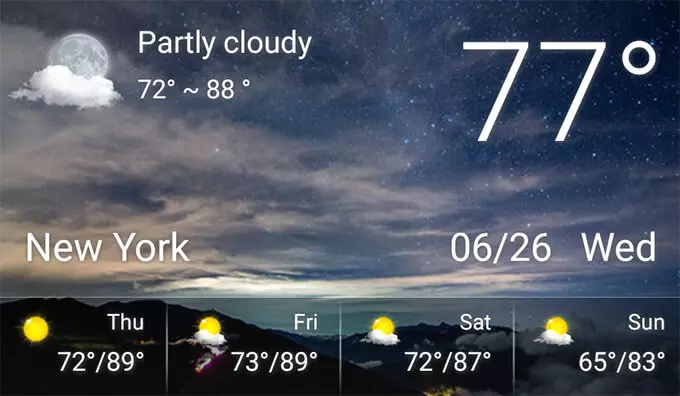 Partly cloudy
72° ~ 88 °
77°
New York
06/26 Wed
Thu
72°/89°
Fri
73°/89°
Sat
72°/87°
Sun
65°/83°